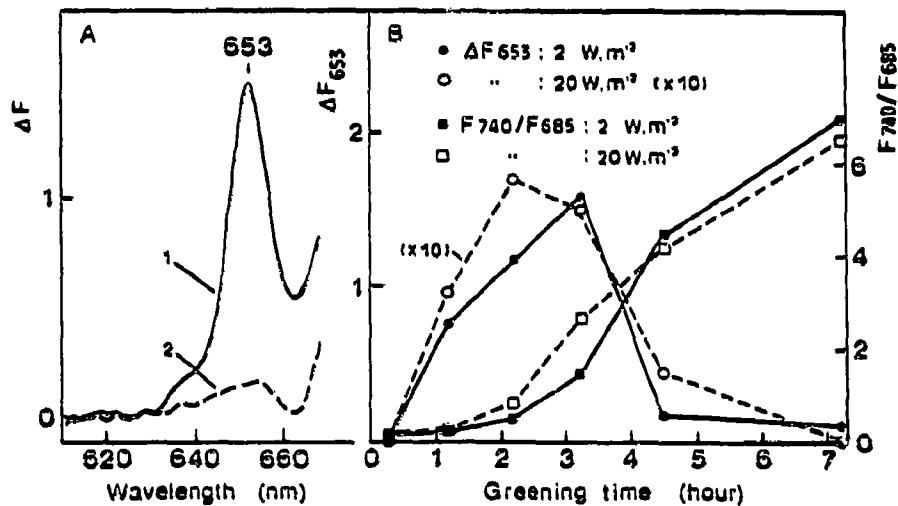 A
653
ΔF
1
0
1
2
620 640 660
Wavelength (nm)
B
ΔF653
2
1
• ΔF653 : 2 W.m-2
○ " : 20 W.m-2 (x10)
■ F740/F685 : 2 W.m-2
□ " : 20 W.m-2
(x10)
F740/F685
6
4
2
0
0 1 2 3 4 5 6 7
Greening time (hour)